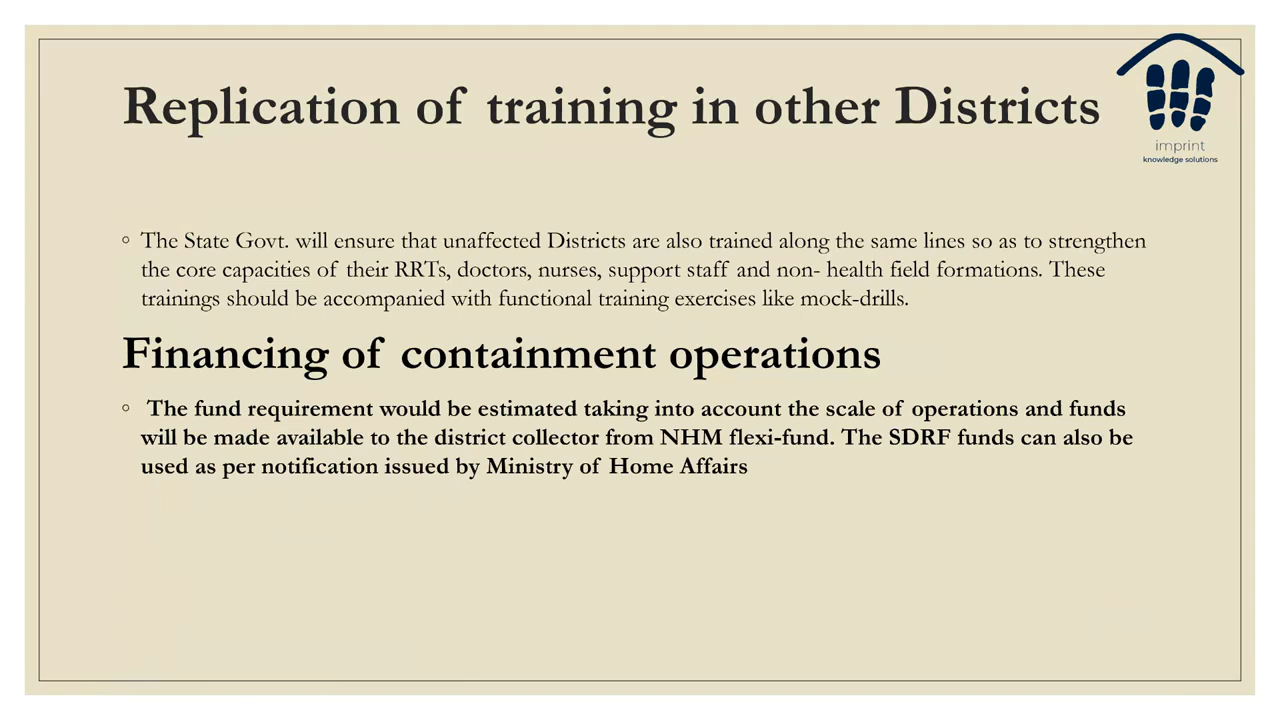 Replication of training in other Districts
imprint
knowledge solutions
◦ The State Govt. will ensure that unaffected Districts are also trained along the same lines so as to strengthen
the core capacities of their RRTs, doctors, nurses, support staff and non- health field formations. These
trainings should be accompanied with functional training exercises like mock-drills.
Financing of containment operations
◦ The fund requirement would be estimated taking into account the scale of operations and funds
will be made available to the district collector from NHM flexi-fund. The SDRF funds can also be
used as per notification issued by Ministry of Home Affairs